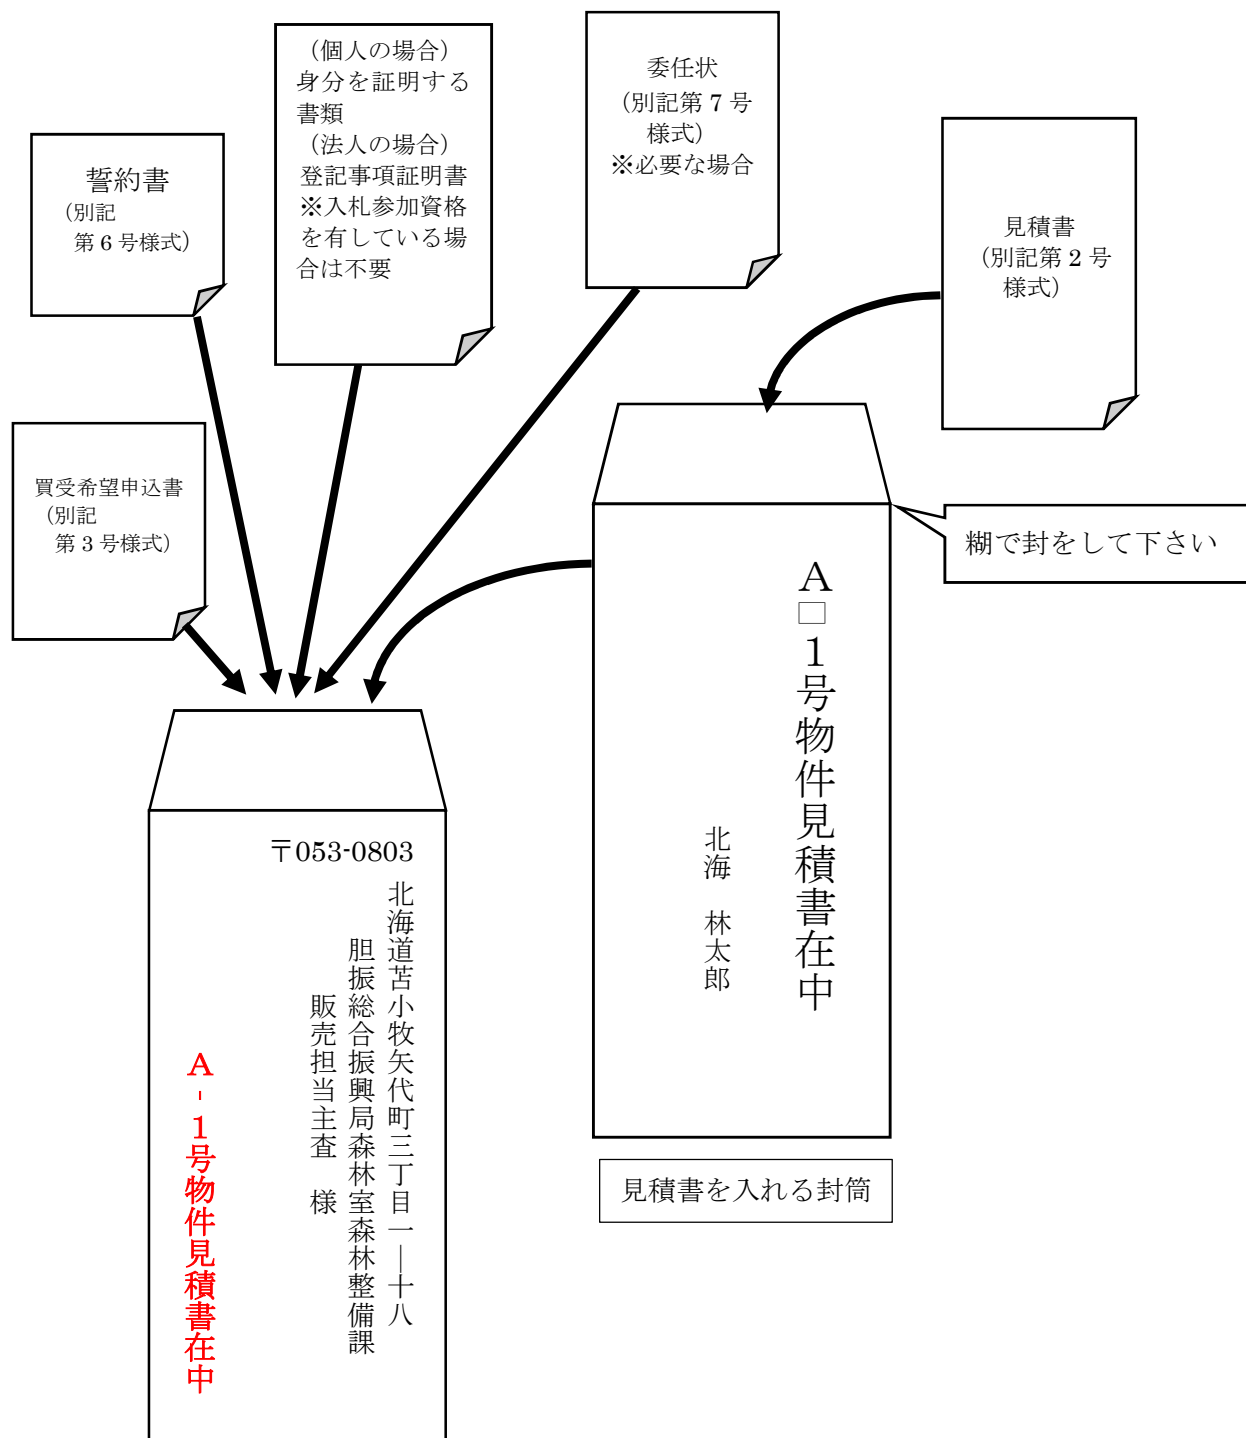 （個人の場合）
身分を証明する
書類
（法人の場合）
登記事項証明書
※入札参加資格
を有している場
合は不要
委任状
（別記第 7 号
様式）
※必要な場合
誓約書
（別記
第 6 号様式）
見積書
（別記第 2 号
様式）
買受希望申込書
（別記
第 3 号様式）
糊で封をして下さい
A□1号物件見積書在中
北海　林太郎
見積書を入れる封筒
〒053-0803
北海道苫小牧矢代町三丁目一―十八
胆振総合振興局森林室森林整備課
販売担当主査　様
A-1号物件見積書在中